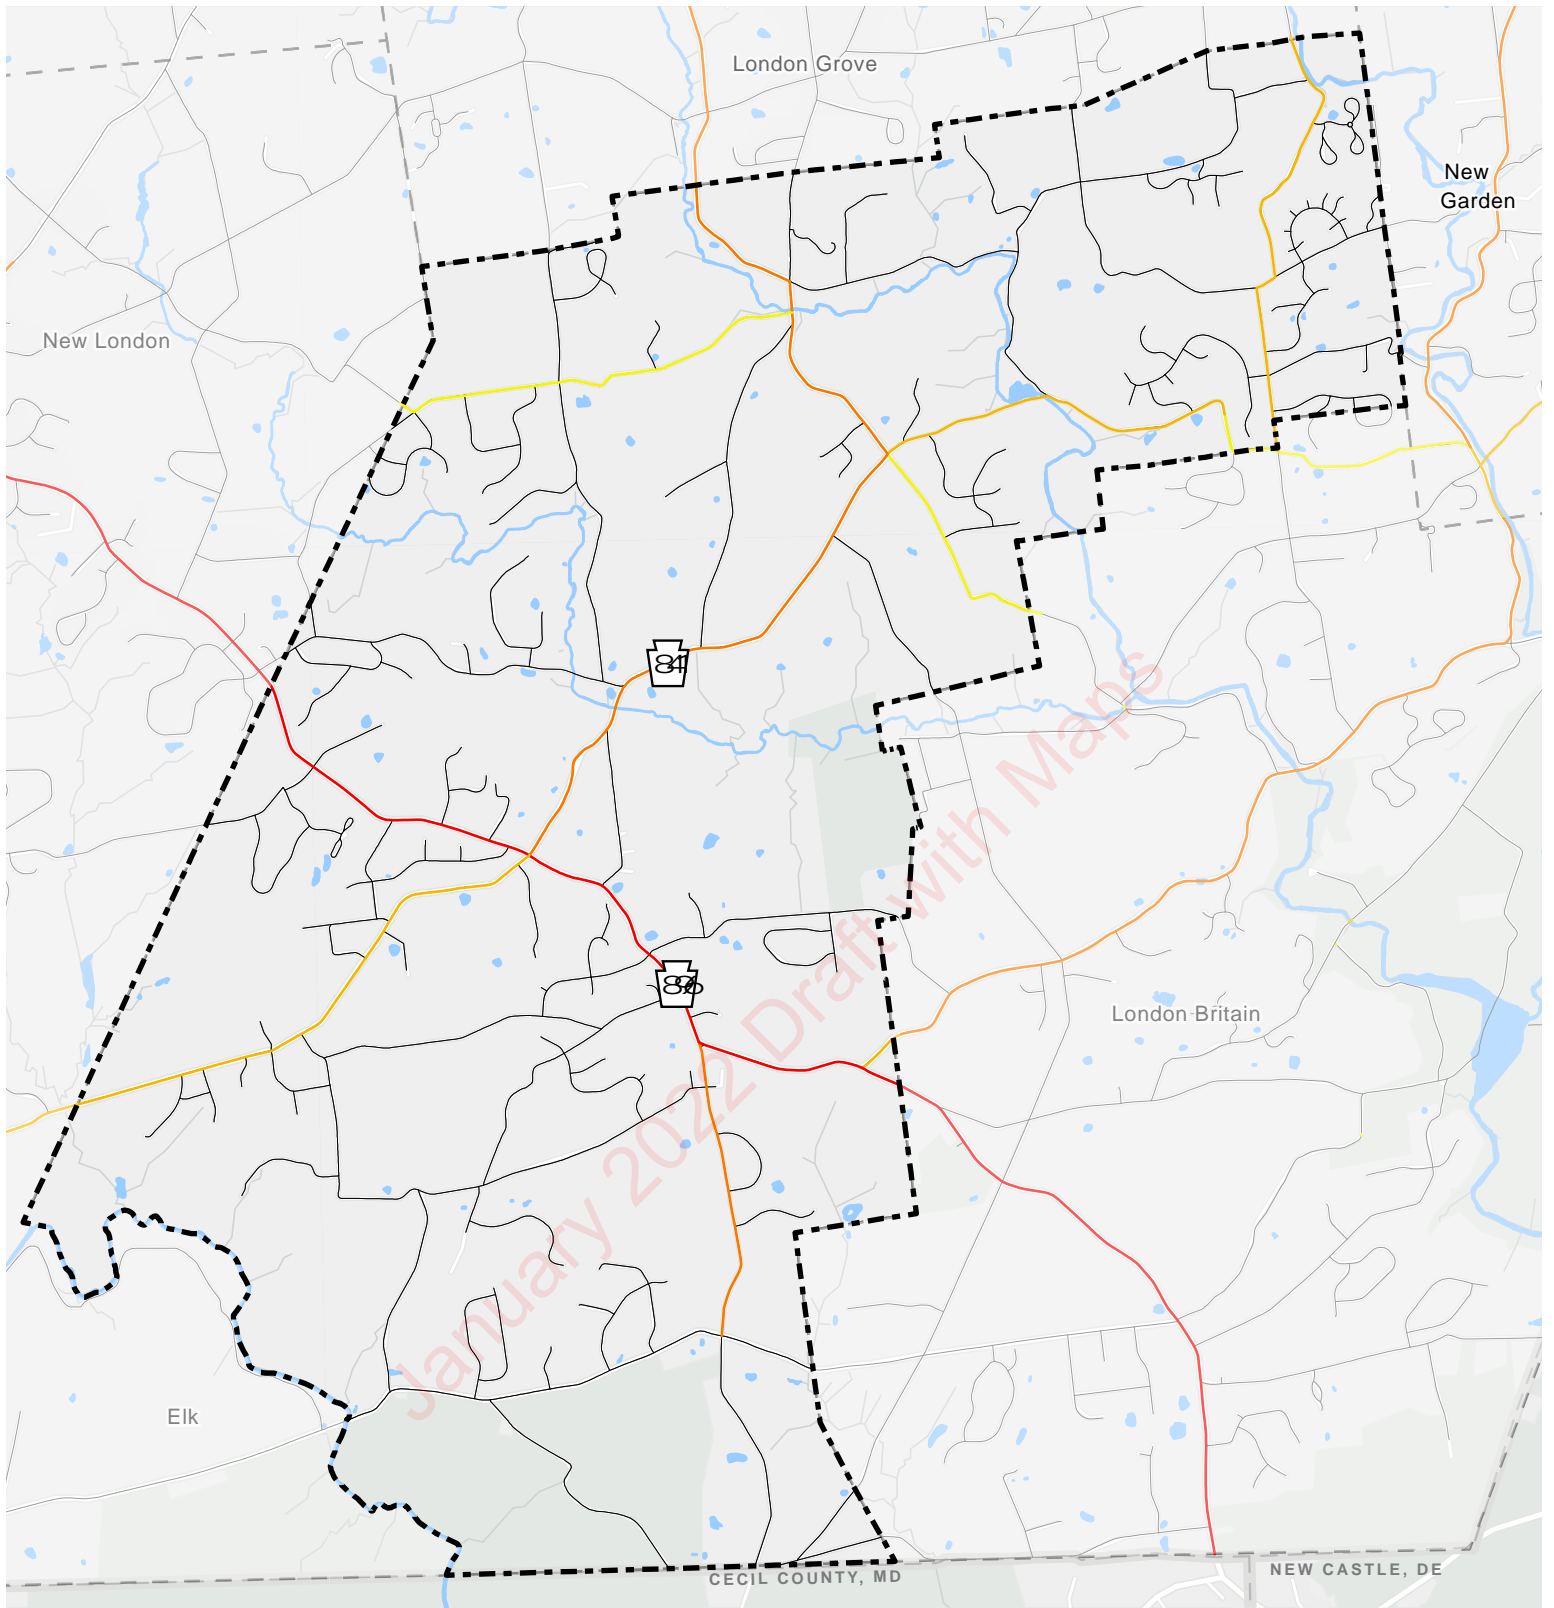 London Grove
New
Garden
New London
841
896
London Britain
Elk
January 2022 Draft with Maps
CECIL COUNTY, MD
NEW CASTLE, DE